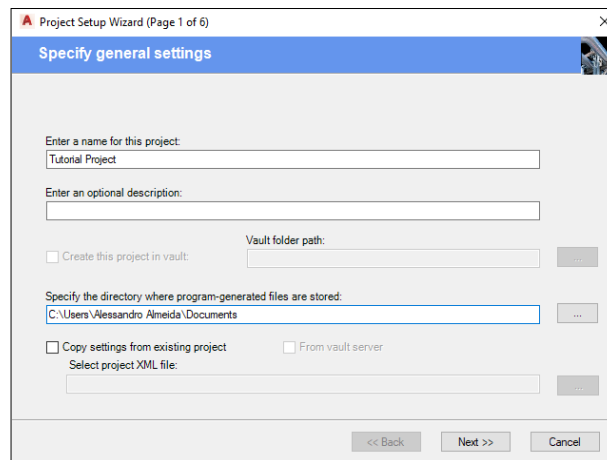 Project Setup Wizard (Page 1 of 6)
Specify general settings
Enter a name for this project:
Tutorial Project
Enter an optional description:
Vault folder path:
Create this project in vault:
...
Specify the directory where program-generated files are stored:
C:\Users\Alessandro Almeida\Documents
...
Copy settings from existing project From vault server
Select project XML file:
...
<< Back Next >> Cancel